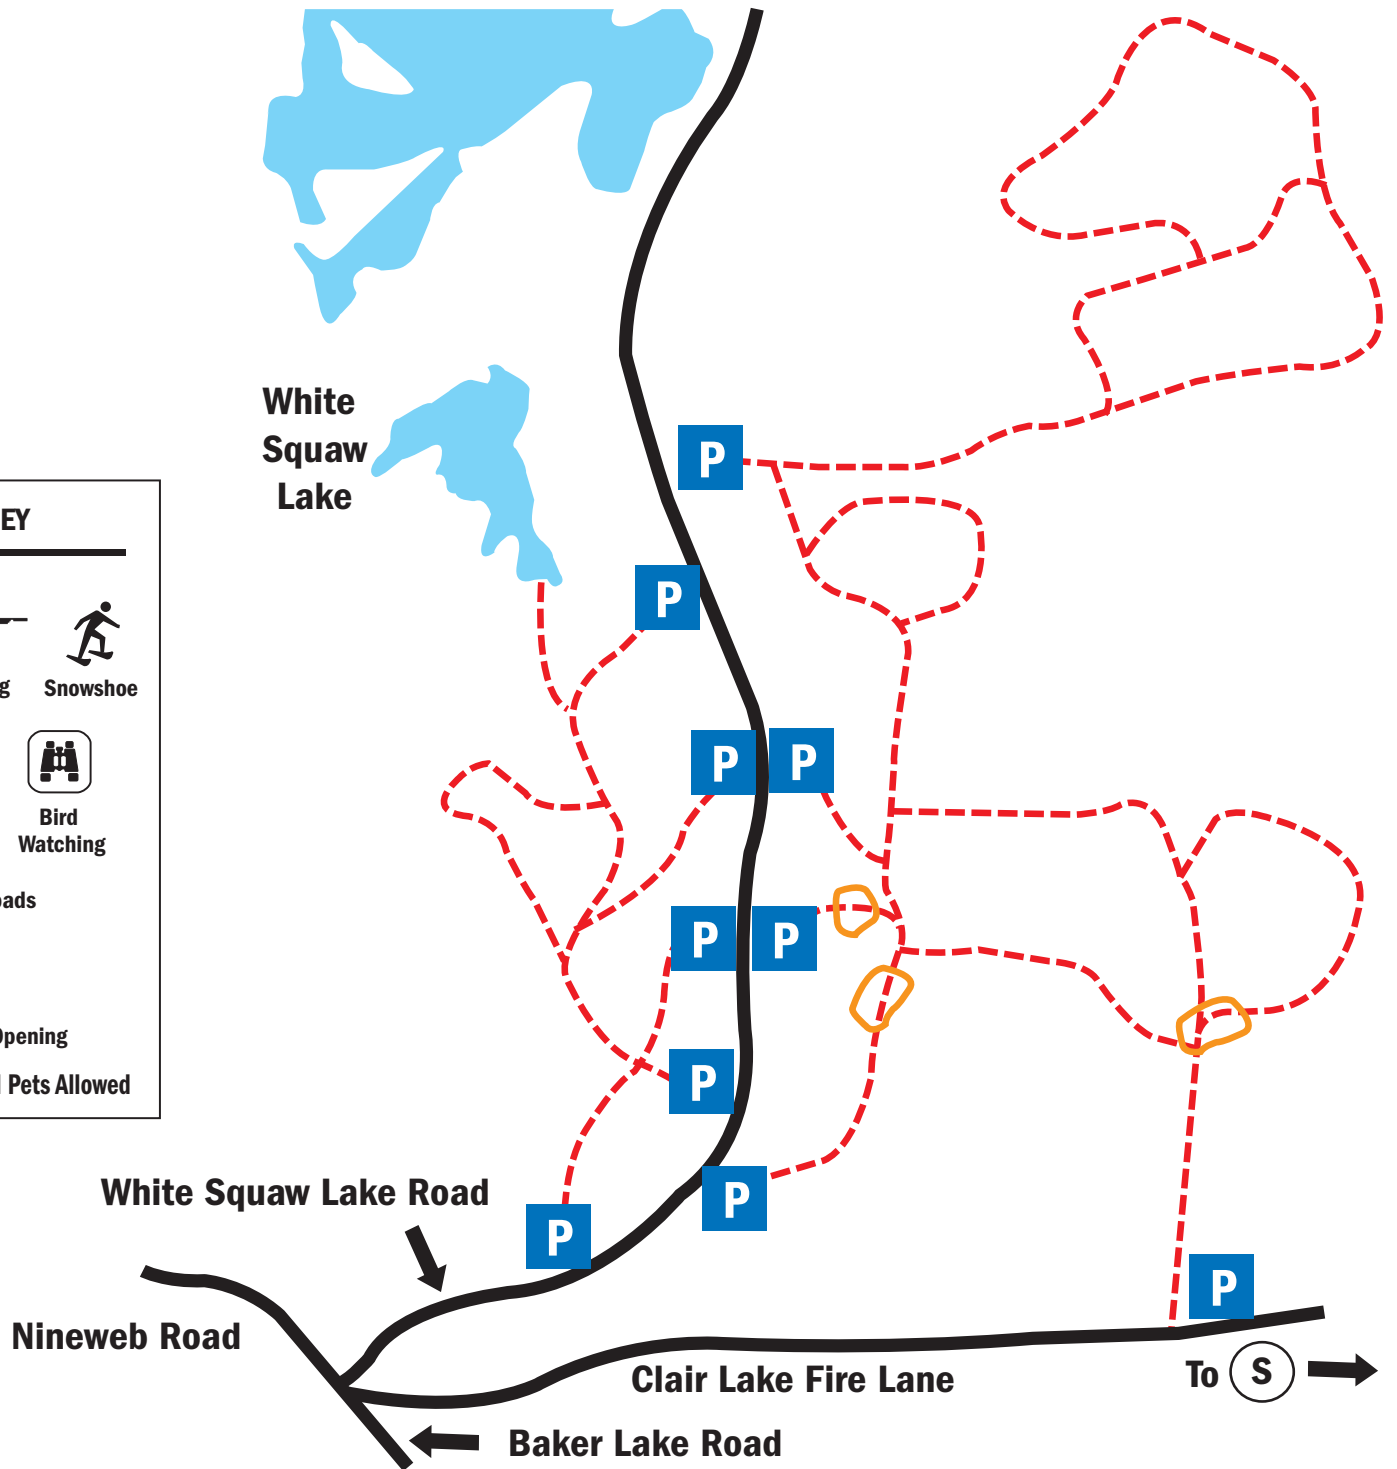 White
Squaw
Lake
P
P
EY
g
Snowshoe
P
P
Bird
Watching
oads
P
P
Opening
Pets Allowed
P
White Squaw Lake Road
P
P
P
Nineweb Road
Clair Lake Fire Lane
To S
Baker Lake Road